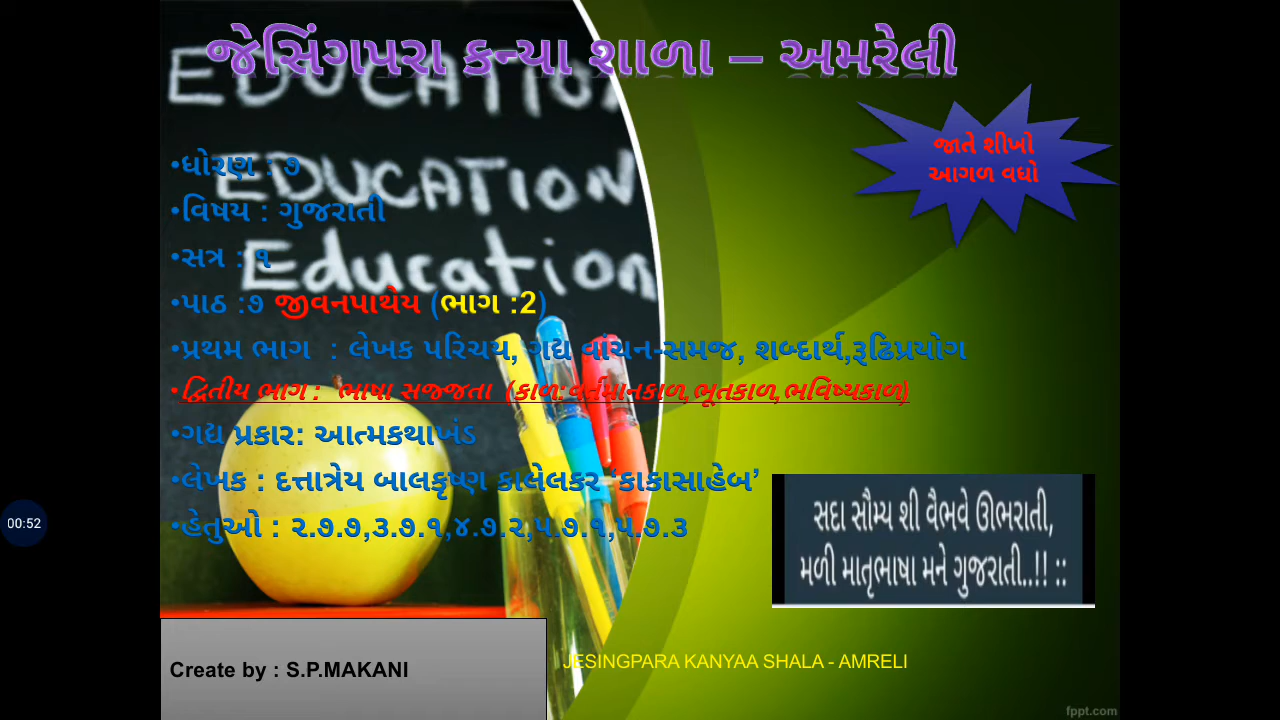 જેસિંગપરા કન્યા શાળા – અમરેલી
EDUCATION
EDUCATION
Education
જાતે શીખો
આગળ વધો
•ધોરણ : ૭
•વિષય : ગુજરાતી
•સત્ર : ૧
•પાઠ :૭ જીવનપાથેય (ભાગ :2)
•પ્રથમ ભાગ : લેખક પરિચય, ગદ્ય વાંચન-સમજ, શબ્દાર્થ,રૂઢિપ્રયોગ
•દ્વિતીય ભાગ : ભાષા સજ્જતા (કાળ:વર્તમાનકાળ,ભૂતકાળ,ભવિષ્યકાળ)
•ગદ્ય પ્રકાર: આત્મકથાખંડ
•લેખક : દત્તાત્રેય બાલકૃષ્ણ કાલેલકર ‘કાકાસાહેબ’
•હેતુઓ : ૨.૭.૭,૩.૭.૧,૪.૭.૨,૫.૭.૧,૫.૭.૩
00:52
સદા સૌમ્ય શી વૈભવે ઊભરાતી,
મળી માતૃભાષા મને ગુજરાતી..!! ::
Create by : S.P.MAKANI
JESINGPARA KANYAA SHALA - AMRELI
fppt.com